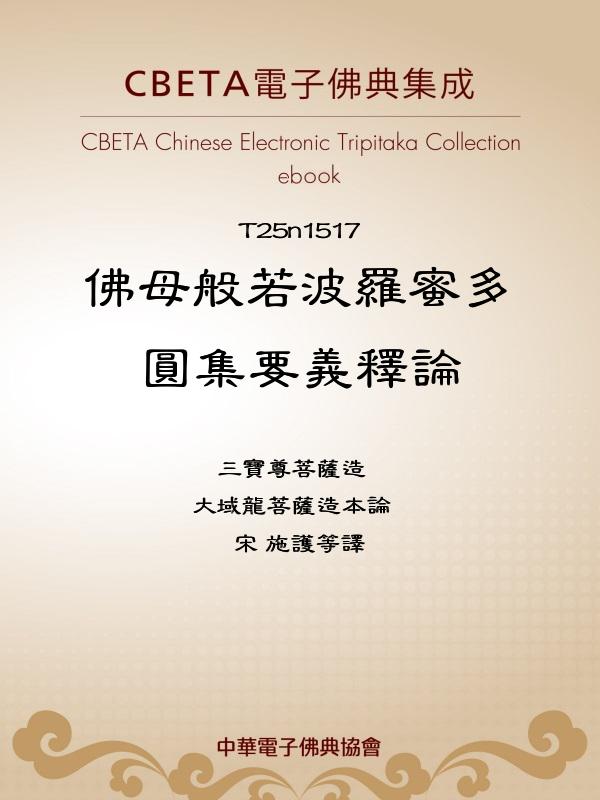 CBETA電子佛典集成
CBETA Chinese Electronic Tripitaka Collection
ebook
T25n1517
佛母般若波羅蜜多
圓集要義釋論
三寶尊菩薩造
大域龍菩薩造本論
宋 施護等譯
中華電子佛典協會